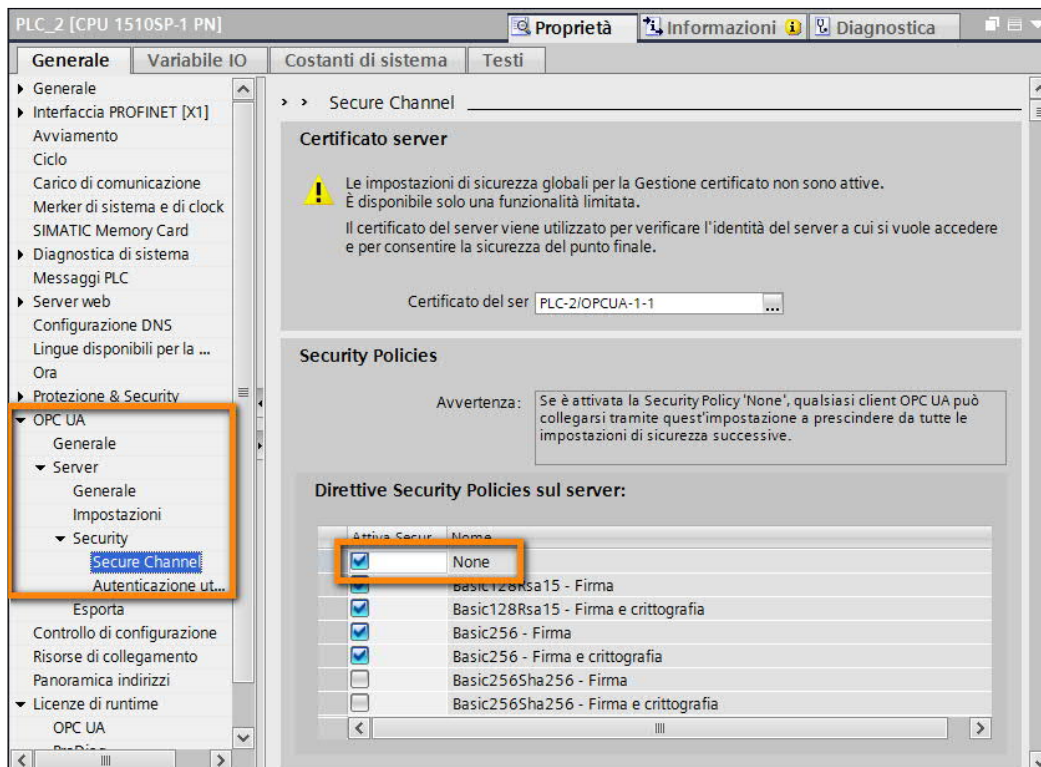 PLC_2 [CPU 1510SP-1 PN]
Proprietà
Informazioni
Diagnostica
Generale
Variabile IO
Costanti di sistema
Testi
Generale
Interfaccia PROFINET [X1]
Avviamento
Ciclo
Carico di comunicazione
Merker di sistema e di clock
SIMATIC Memory Card
Diagnostica di sistema
Messaggi PLC
Server web
Configurazione DNS
Lingue disponibili per la ...
Ora
Protezione & Security
OPC UA
Generale
Server
Generale
Impostazioni
Security
Secure Channel
Autenticazione ut...
Esporta
Controllo di configurazione
Risorse di collegamento
Panoramica indirizzi
Licenze di runtime
OPC UA
> > Secure Channel
Certificato server
Le impostazioni di sicurezza globali per la Gestione certificato non sono attive.
È disponibile solo una funzionalità limitata.
Il certificato del server viene utilizzato per verificare l'identità del server a cui si vuole accedere
e per consentire la sicurezza del punto finale.
Certificato del ser PLC-2/OPCUA-1-1 ...
Security Policies
Avvertenza: Se è attivata la Security Policy 'None', qualsiasi client OPC UA può
collegarsi tramite quest'impostazione a prescindere da tutte le
impostazioni di sicurezza successive.
Direttive Security Policies sul server:
Attiva Secur... Nome
None
Basic128Rsa15 - Firma
Basic128Rsa15 - Firma e crittografia
Basic256 - Firma
Basic256 - Firma e crittografia
Basic256Sha256 - Firma
Basic256Sha256 - Firma e crittografia